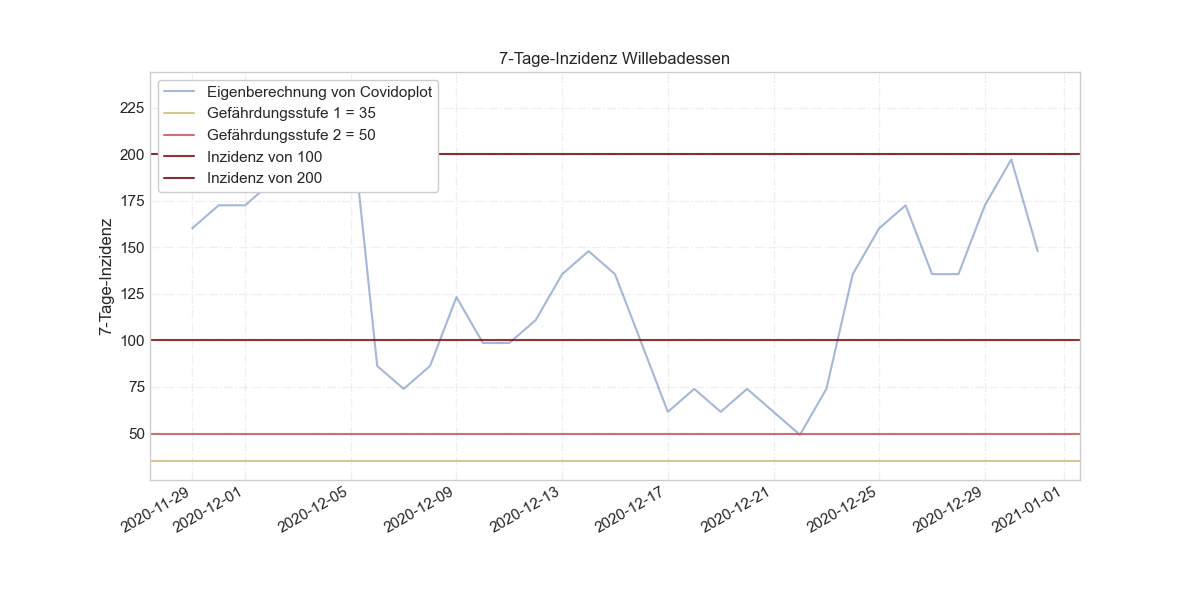 7-Tage-Inzidenz Willebadessen
Eigenberechnung von Covidoplot
Gefährdungsstufe 1 = 35
Gefährdungsstufe 2 = 50
Inzidenz von 100
Inzidenz von 200
7-Tage-Inzidenz
225
200
175
150
125
100
75
50
2020-11-29
2020-12-01
2020-12-05
2020-12-09
2020-12-13
2020-12-17
2020-12-21
2020-12-25
2020-12-29
2021-01-01